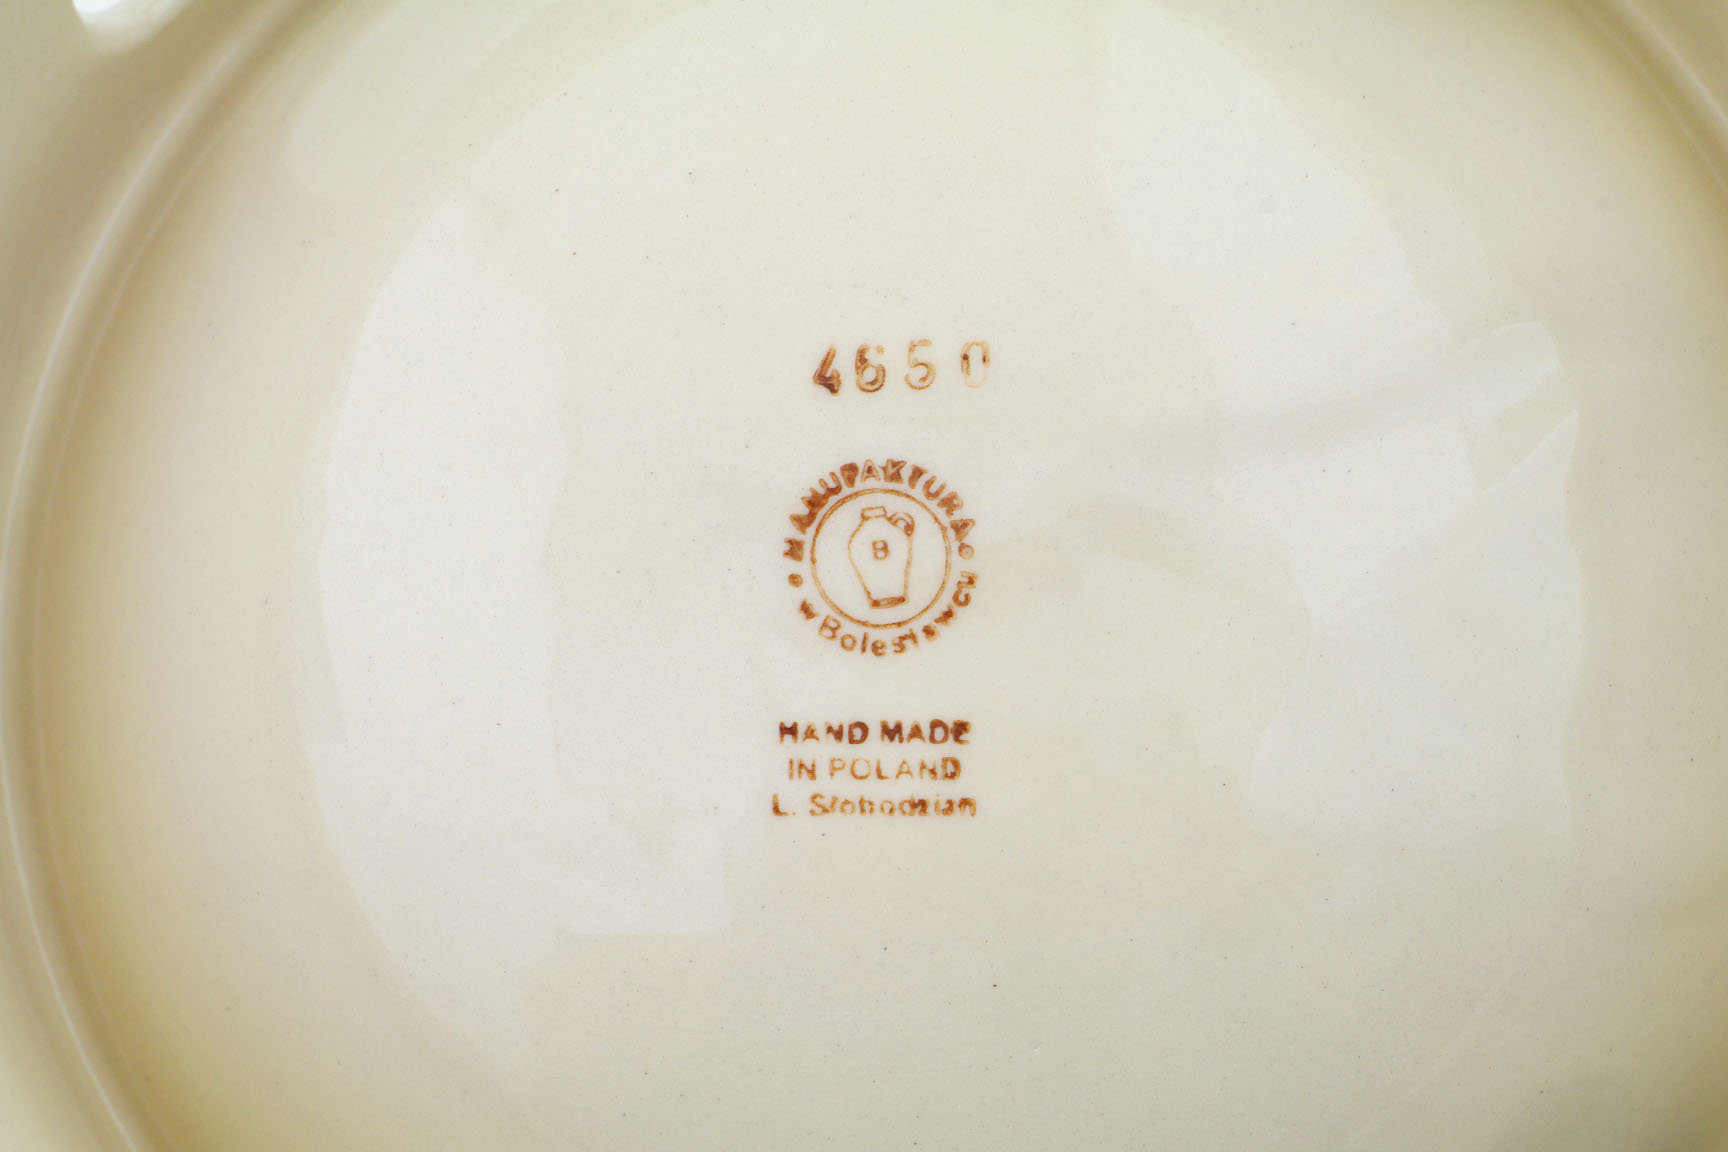 4650
MANUFAKTURA
w Bolesławcu
B
HAND MADE
IN POLAND
L. Słobodzian